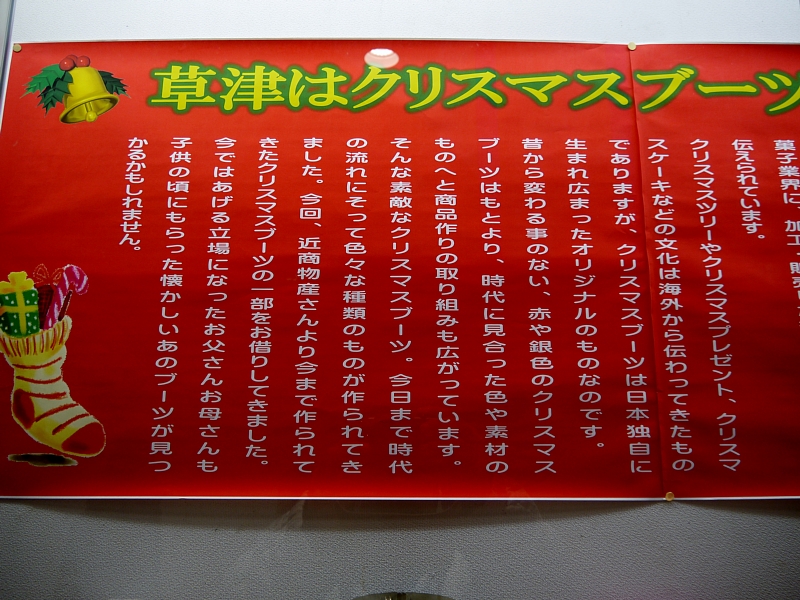 草津はクリスマスブーツ
菓子業界に、加工、販売
伝えられています。
クリスマスツリーやクリスマスプレゼント、クリスマ
スケーキなどの文化は海外から伝わってきたもの
でありますが、クリスマスブーツは日本独自に
生まれ広まったオリジナルのものなのです。
昔から変わる事のない、赤や銀色のクリスマス
ブーツはもとより、時代に見合った色や素材の
ものへと商品作りの取り組みも広がっています。
そんな素敵なクリスマスブーツ。今日まで時代
の流れにそって色々な種類のものが作られてき
ました。今回、近商物産さんより今まで作られて
きたクリスマスブーツの一部をお借りしてきました。
今ではあげる立場になったお父さんお母さんも
子供の頃にもらった懐かしいあのブーツが見つ
かるかもしれません。